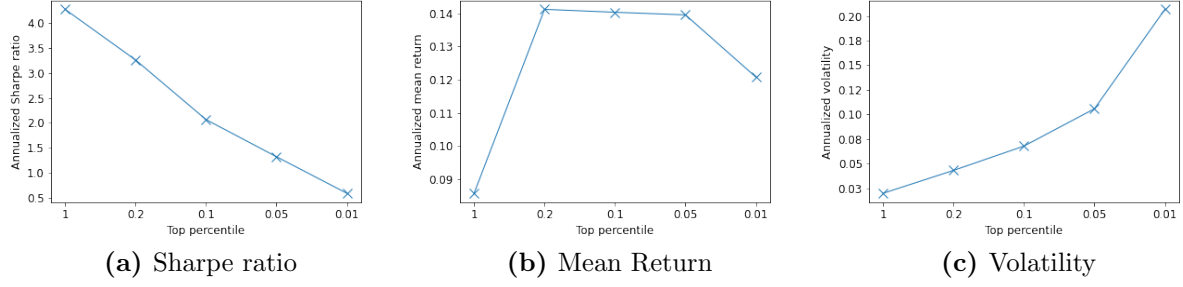 Annualized Sharpe ratio
4.0
3.5
3.0
2.5
2.0
1.5
1.0
0.5
1 0.2 0.1 0.05 0.01
Top percentile
(a) Sharpe ratio
Annualized mean return
0.14
0.13
0.12
0.11
0.10
0.09
1 0.2 0.1 0.05 0.01
Top percentile
(b) Mean Return
Annualized volatility
0.20
0.18
0.15
0.12
0.10
0.08
0.05
0.03
1 0.2 0.1 0.05 0.01
Top percentile
(c) Volatility